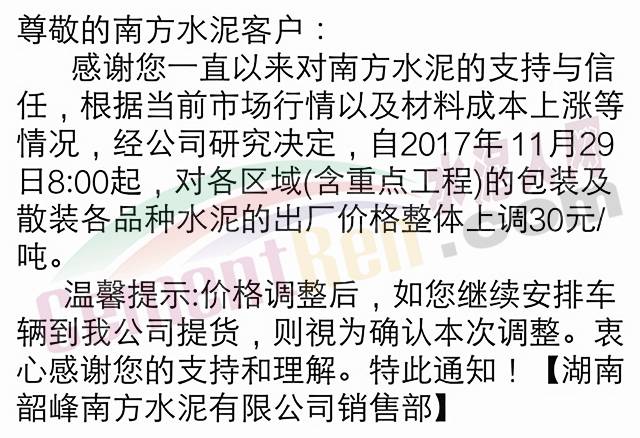 尊敬的南方水泥客户：
感谢您一直以来对南方水泥的支持与信
任，根据当前市场行情以及材料成本上涨等
情况，经公司研究决定，自2017年11月29
日8:00起，对各区域(含重点工程)的包装及
散装各品种水泥的出厂价格整体上调30元/
吨。
温馨提示:价格调整后，如您继续安排车
辆到我公司提货，则視为确认本次调整。衷
心感谢您的支持和理解。特此通知！【湖南
韶峰南方水泥有限公司销售部】
水泥人网
CementRen.com